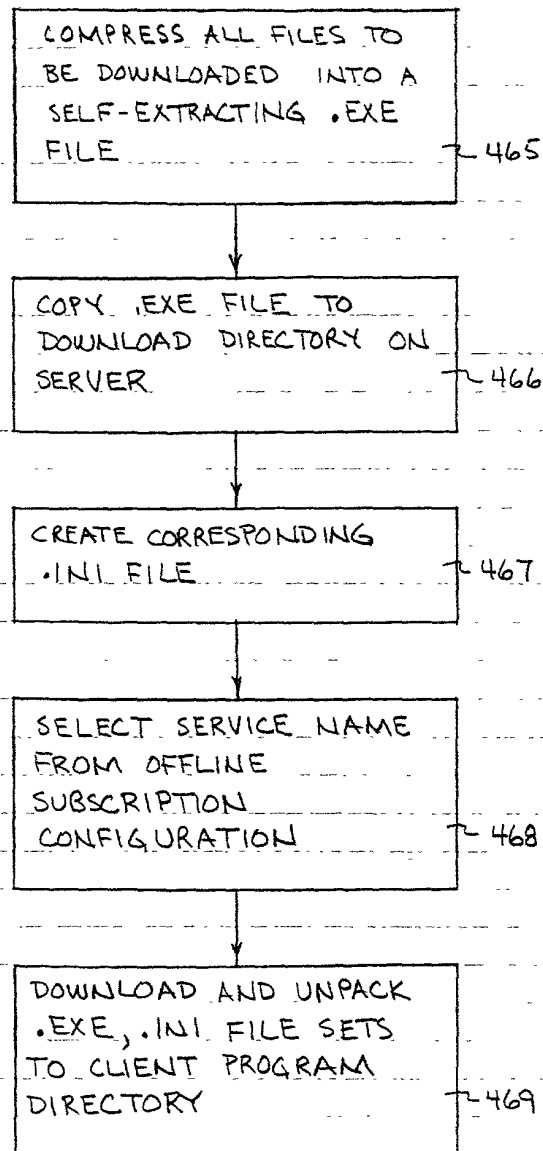 COMPRESS ALL FILES TO
BE DOWNLOADED INTO A
SELF-EXTRACTING .EXE
FILE
465
COPY .EXE FILE TO
DOWNLOAD DIRECTORY ON
SERVER
466
CREATE CORRESPONDING
.INI FILE
467
SELECT SERVICE NAME
FROM OFFLINE
SUBSCRIPTION
CONFIGURATION
468
DOWNLOAD AND UNPACK
.EXE, .INI FILE SETS
TO CLIENT PROGRAM
DIRECTORY
469